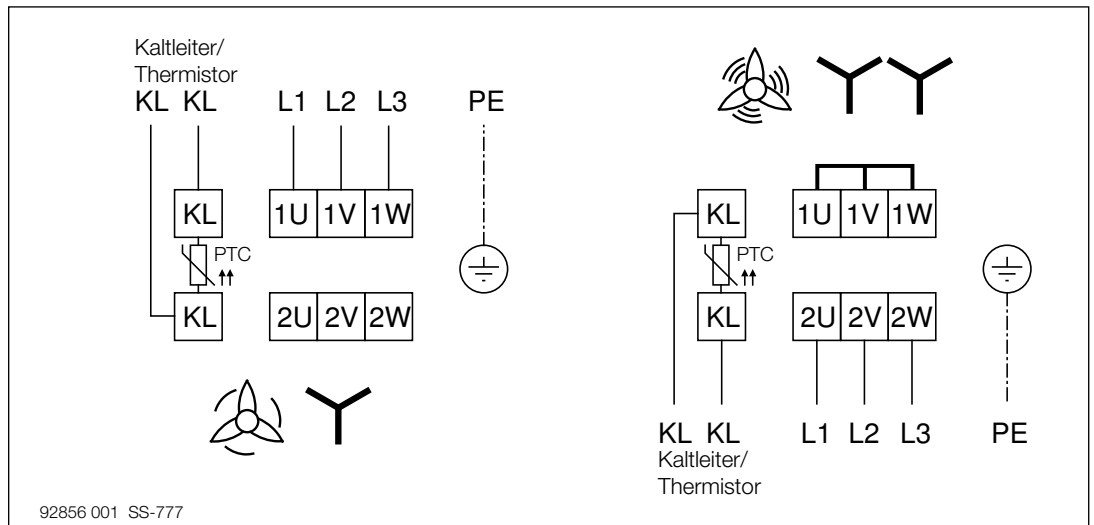 Kaltleiter/
Thermistor
KL KL L1 L2 L3 PE
KL 1U 1V 1W
PTC
KL 2U 2V 2W
KL 1U 1V 1W
PTC
KL 2U 2V 2W
KL KL L1 L2 L3 PE
Kaltleiter/
Thermistor
92856 001 SS-777